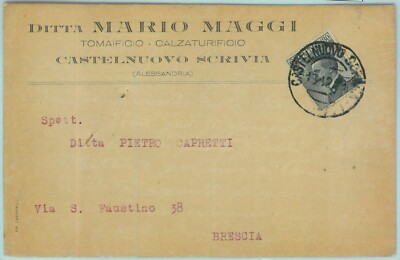 DITTA MARIO MAGGI
TOMAIFICIO - CALZATURIFICIO
CASTELNUOVO SCRIVIA
(ALESSANDRIA)
CASTELNUOVO
Spett.
Ditta PIETRO CAPRETTI
Via S. Faustino 38
BRESCIA